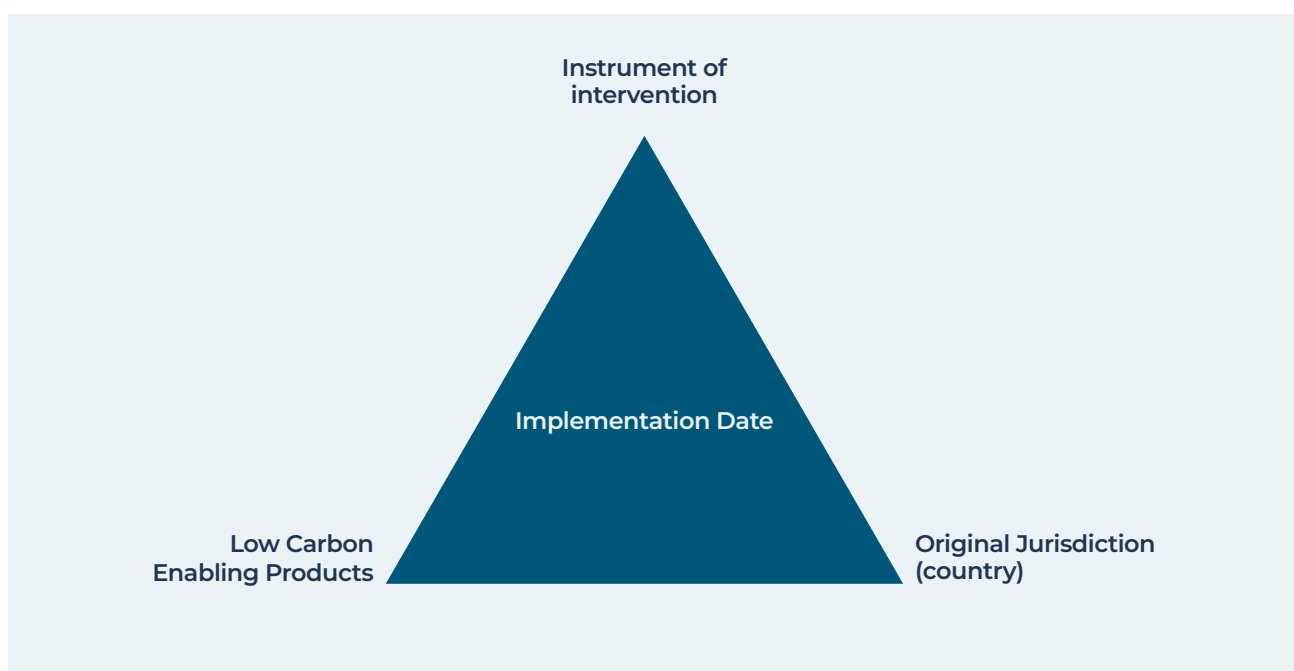 Instrument of
intervention
Implementation Date
Low Carbon
Enabling Products
Original Jurisdiction
(country)